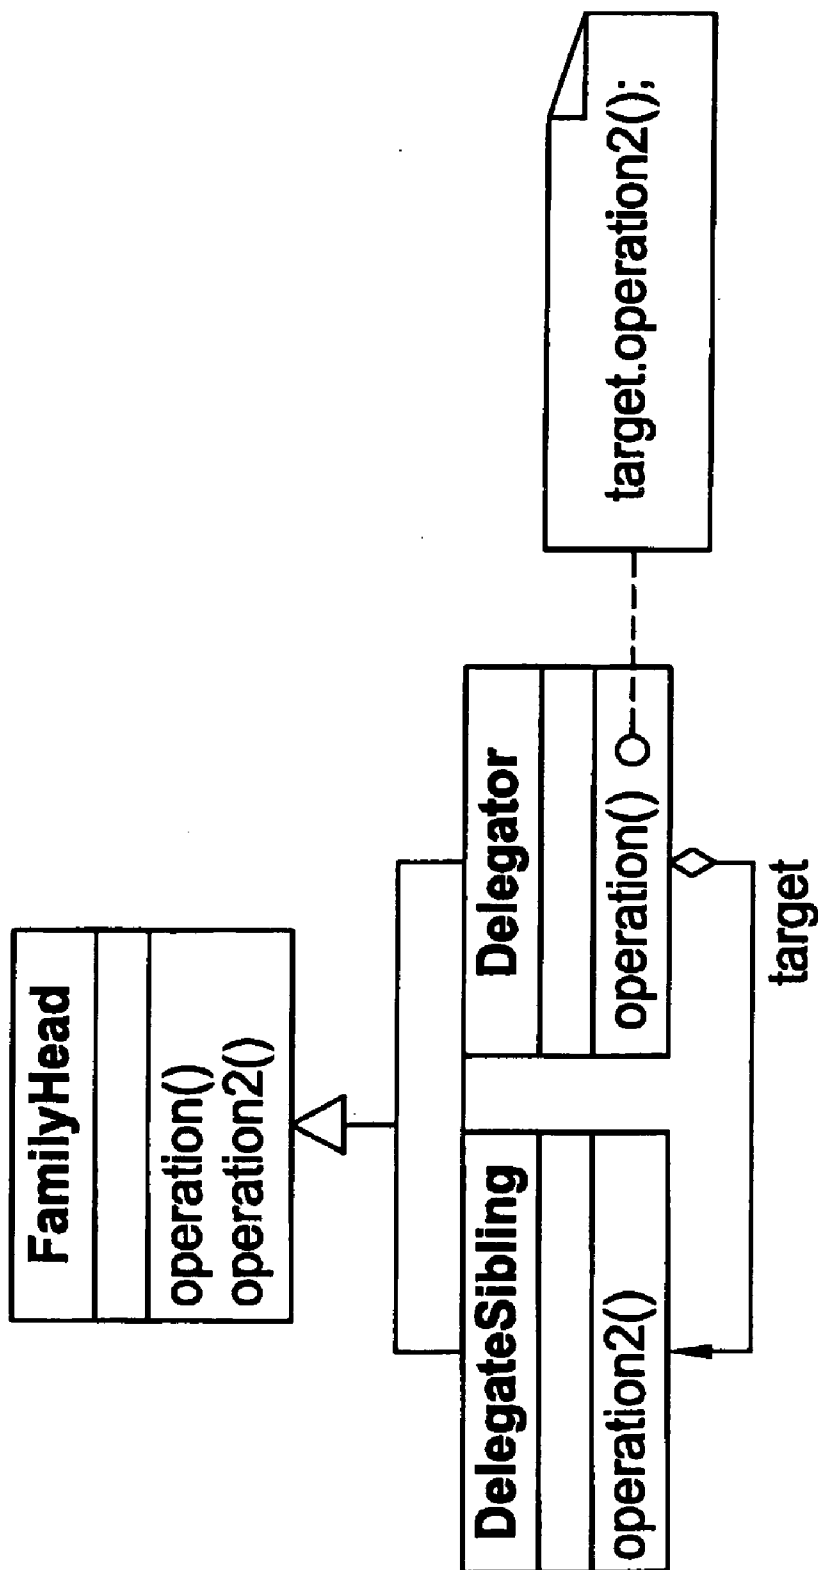 FamilyHead
operation()
operation2()
DelegateSibling
operation2()
Delegator
operation()
target
target.operation2();